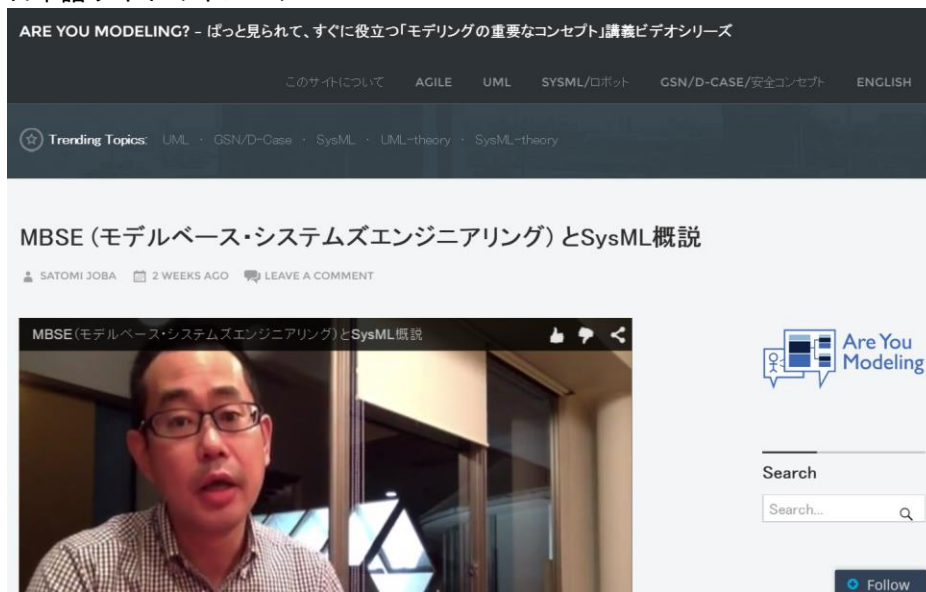 ARE YOU MODELING? – ぱっと見られて、すぐに役立つ「モデリングの重要なコンセプト」講義ビデオシリーズ
このサイトについて AGILE UML SYSML/ロボット GSN/D-CASE/安全コンセプト ENGLISH
Trending Topics: UML · GSN/D-Case · SysML · UML-theory · SysML-theory
MBSE (モデルベース・システムズエンジニアリング) とSysML概説
SATOMI JOBA 2 WEEKS AGO LEAVE A COMMENT
MBSE(モデルベース・システムズエンジニアリング)とSysML概説
Are You
Modeling
Search
Search...
Follow